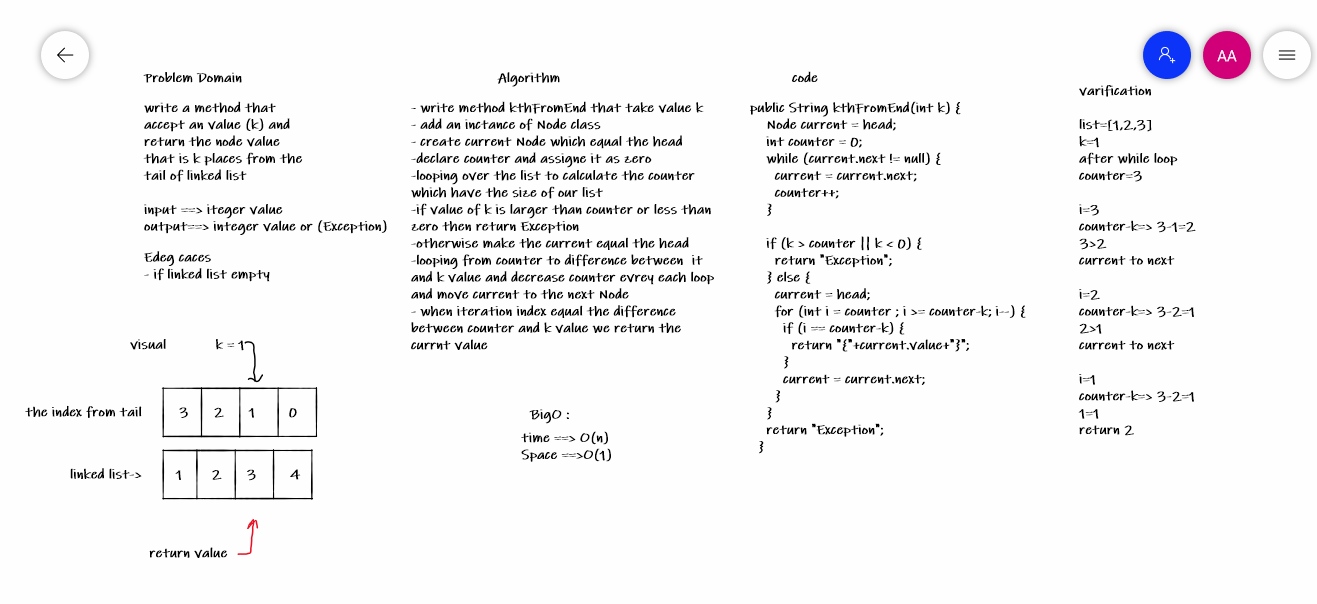 AA
Problem Domain
write a method that
accept an value (k) and
return the node value
that is k places from the
tail of linked list
input ==> iteger value
output==> integer value or (Exception)
Edeg caces
- if linked list empty
visual
k = 1
the index from tail
3 2 1 0
linked list->
1 2 3 4
return value
Algorithm
- write method kthFromEnd that take value k
- add an inctance of Node class
- create current Node which equal the head
-declare counter and assigne it as zero
-looping over the list to calculate the counter
which have the size of our list
-if value of k is larger than counter or less than
zero then return Exception
-otherwise make the current equal the head
-looping from counter to difference between it
and k value and decrease counter evrey each loop
and move current to the next Node
- when iteration index equal the difference
between counter and k value we return the
currnt value
BigO :
time ==> O(n)
Space ==>O(1)
code
public String kthFromEnd(int k) {
Node current = head;
int counter = 0;
while (current.next != null) {
current = current.next;
counter++;
}
if (k > counter || k < 0) {
return "Exception";
} else {
current = head;
for (int i = counter ; i >= counter-k; i--) {
if (i == counter-k) {
return "{"+current.value+"}";
}
current = current.next;
}
}
return "Exception";
}
varification
list=[1,2,3]
k=1
after while loop
counter=3
i=3
counter-k=> 3-1=2
3>2
current to next
i=2
counter-k=> 3-2=1
2>1
current to next
i=1
counter-k=> 3-2=1
1=1
return 2